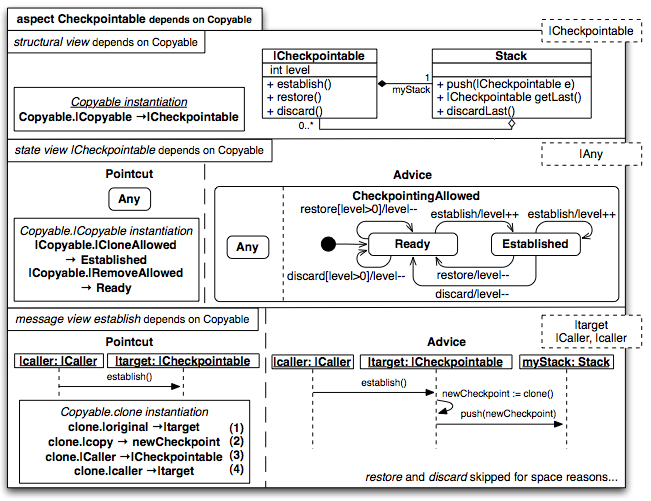 aspect Checkpointable depends on Copyable
|Checkpointable
structural view depends on Copyable
|Checkpointable
int level
+ establish()
+ restore()
+ discard()
1
myStack
0..*
Stack
+ push(|Checkpointable e)
+ |Checkpointable getLast()
+ discardLast()
Copyable instantiation
Copyable.|Copyable →|Checkpointable
state view |Checkpointable depends on Copyable
|Any
Pointcut
Any
Copyable.|Copyable instantiation
|Copyable.|CloneAllowed
→ Established
|Copyable.|RemoveAllowed
→ Ready
Advice
Any
CheckpointingAllowed
restore[level>0]/level--
establish/level++
establish/level++
Ready
Established
discard[level>0]/level--
restore/level--
discard/level--
message view establish depends on Copyable
|target
|Caller, |caller
Pointcut
|caller: |Caller
|target: |Checkpointable
establish()
Copyable.clone instantiation
clone.|original →|target (1)
clone.|copy → newCheckpoint (2)
clone.|Caller →|Checkpointable (3)
clone.|caller →|target (4)
Advice
|caller: |Caller
|target: |Checkpointable
myStack: Stack
establish()
newCheckpoint := clone()
push(newCheckpoint)
restore and discard skipped for space reasons...